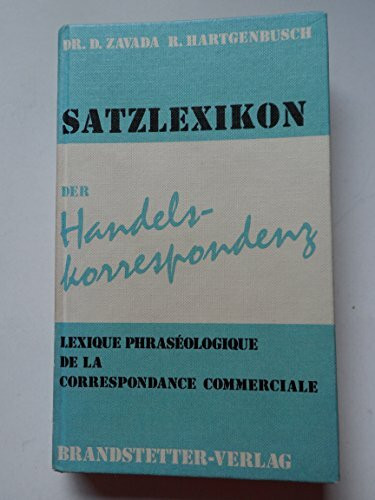 DR. D. ZAVADA R. HARTGENBUSCH
SATZLEXIKON
DER
Handels-
korrespondenz
LEXIQUE PHRASÉOLOGIQUE
DE LA
CORRESPONDANCE COMMERCIALE
BRANDSTETTER-VERLAG